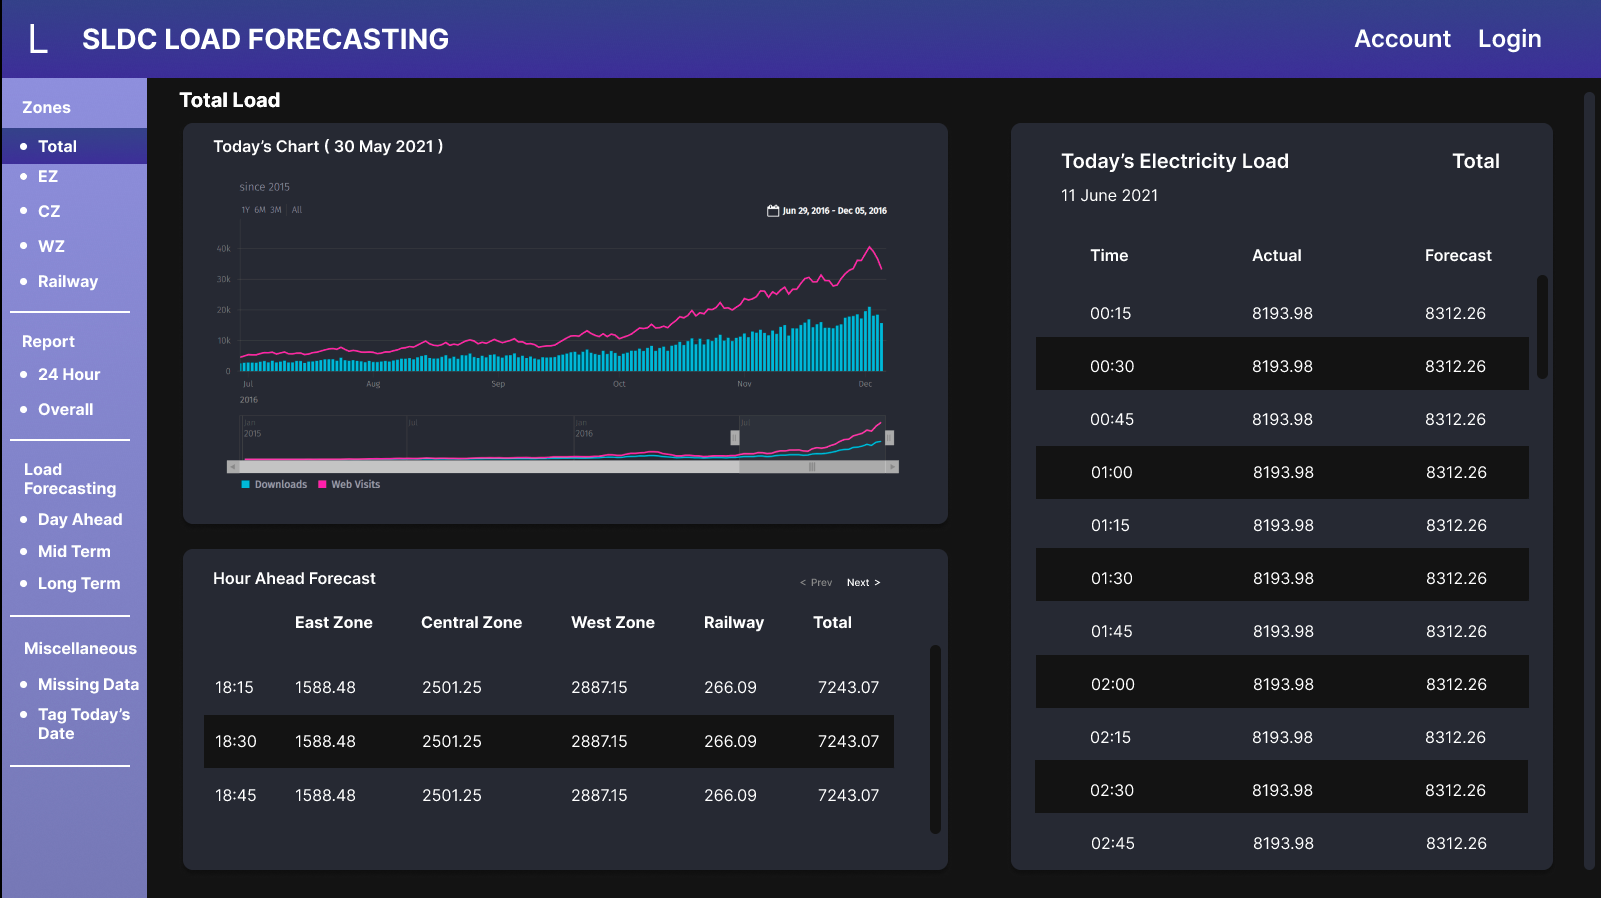 L SLDC LOAD FORECASTING Account Login
Zones
Total
EZ
CZ
WZ
Railway
Report
24 Hour
Overall
Load
Forecasting
Day Ahead
Mid Term
Long Term
Miscellaneous
Missing Data
Tag Today's
Date
Total Load
Today's Chart ( 30 May 2021 )
since 2015
1Y 6M 3M All
Jun 29, 2016 - Dec 05, 2016
40k
30k
20k
10k
0
Jul Aug Sep Oct Nov Dec
2016
Jan Jul Jan Jul
2015 2016
Downloads Web Visits
Hour Ahead Forecast
< Prev Next >
East Zone Central Zone West Zone Railway Total
18:15 1588.48 2501.25 2887.15 266.09 7243.07
18:30 1588.48 2501.25 2887.15 266.09 7243.07
18:45 1588.48 2501.25 2887.15 266.09 7243.07
Today's Electricity Load Total
11 June 2021
Time Actual Forecast
00:15 8193.98 8312.26
00:30 8193.98 8312.26
00:45 8193.98 8312.26
01:00 8193.98 8312.26
01:15 8193.98 8312.26
01:30 8193.98 8312.26
01:45 8193.98 8312.26
02:00 8193.98 8312.26
02:15 8193.98 8312.26
02:30 8193.98 8312.26
02:45 8193.98 8312.26